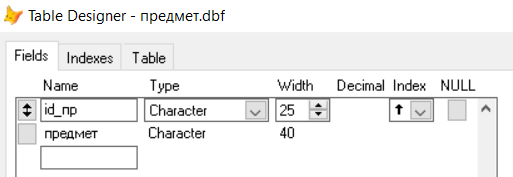 Table Designer - предмет.dbf
Fields Indexes Table
Name Type Width Decimal Index NULL
id_пр Character 25
предмет Character 40